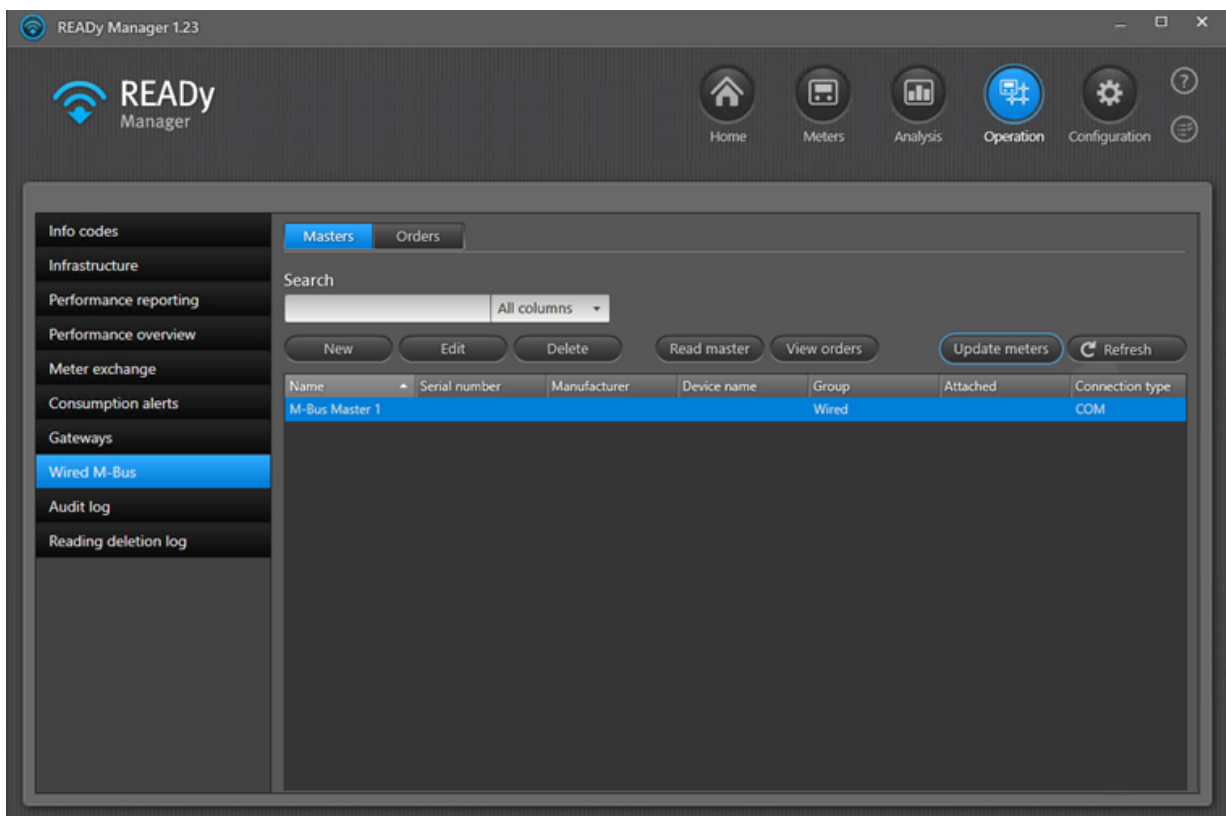 READy Manager 1.23
READy
Manager
Home Meters Analysis Operation Configuration ?
Info codes
Infrastructure
Performance reporting
Performance overview
Meter exchange
Consumption alerts
Gateways
Wired M-Bus
Audit log
Reading deletion log
Masters Orders
Search
All columns
New Edit Delete Read master View orders Update meters Refresh
Name Serial number Manufacturer Device name Group Attached Connection type
M-Bus Master 1 Wired COM